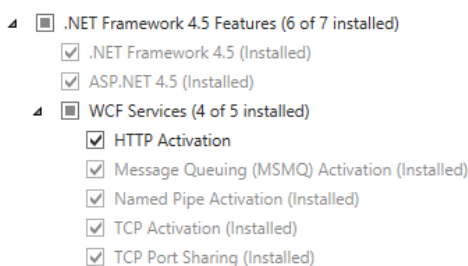 .NET Framework 4.5 Features (6 of 7 installed)
.NET Framework 4.5 (Installed)
ASP.NET 4.5 (Installed)
WCF Services (4 of 5 installed)
HTTP Activation
Message Queuing (MSMQ) Activation (Installed)
Named Pipe Activation (Installed)
TCP Activation (Installed)
TCP Port Sharing (Installed)